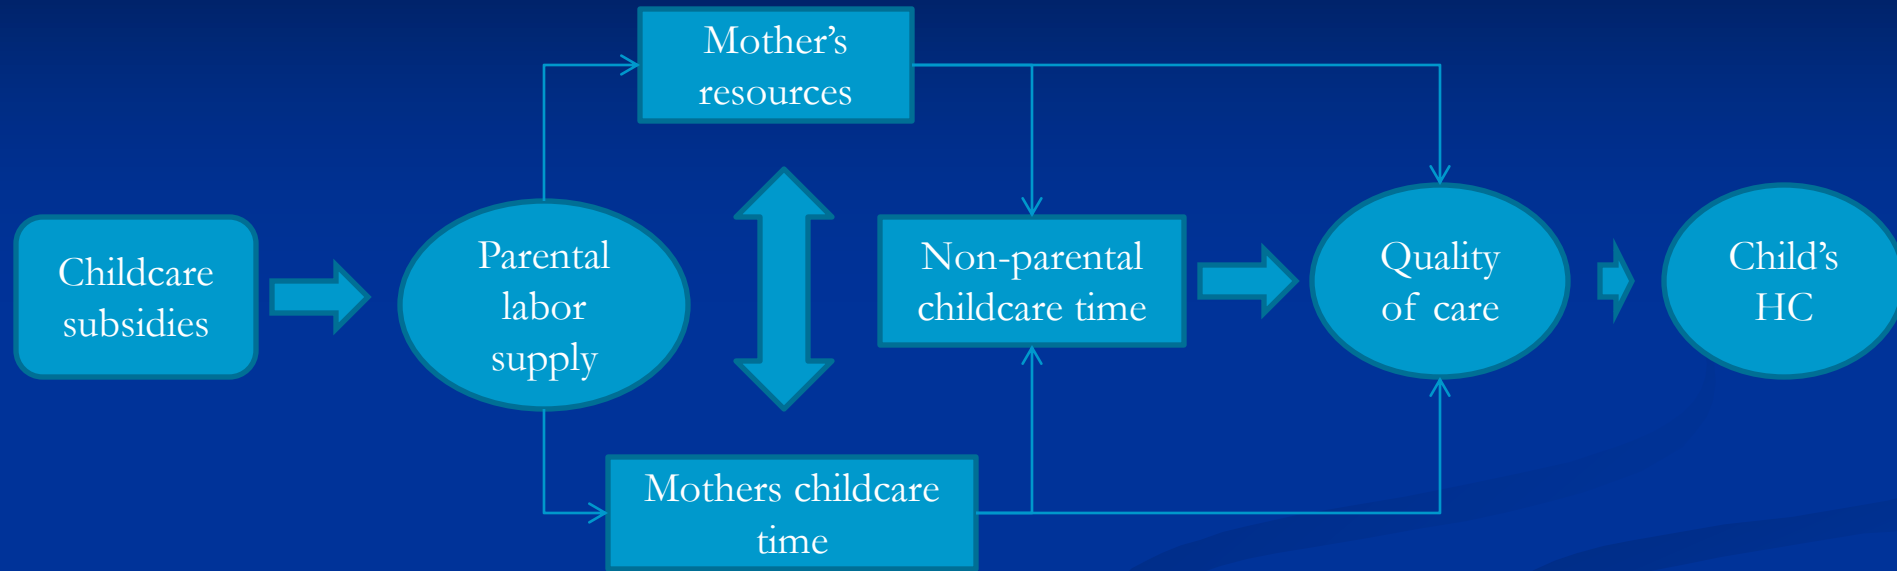 Mother’s
resources
Childcare
subsidies
Parental
labor
supply
Non-parental
childcare time
Quality
of care
Child’s
HC
Mothers childcare
time